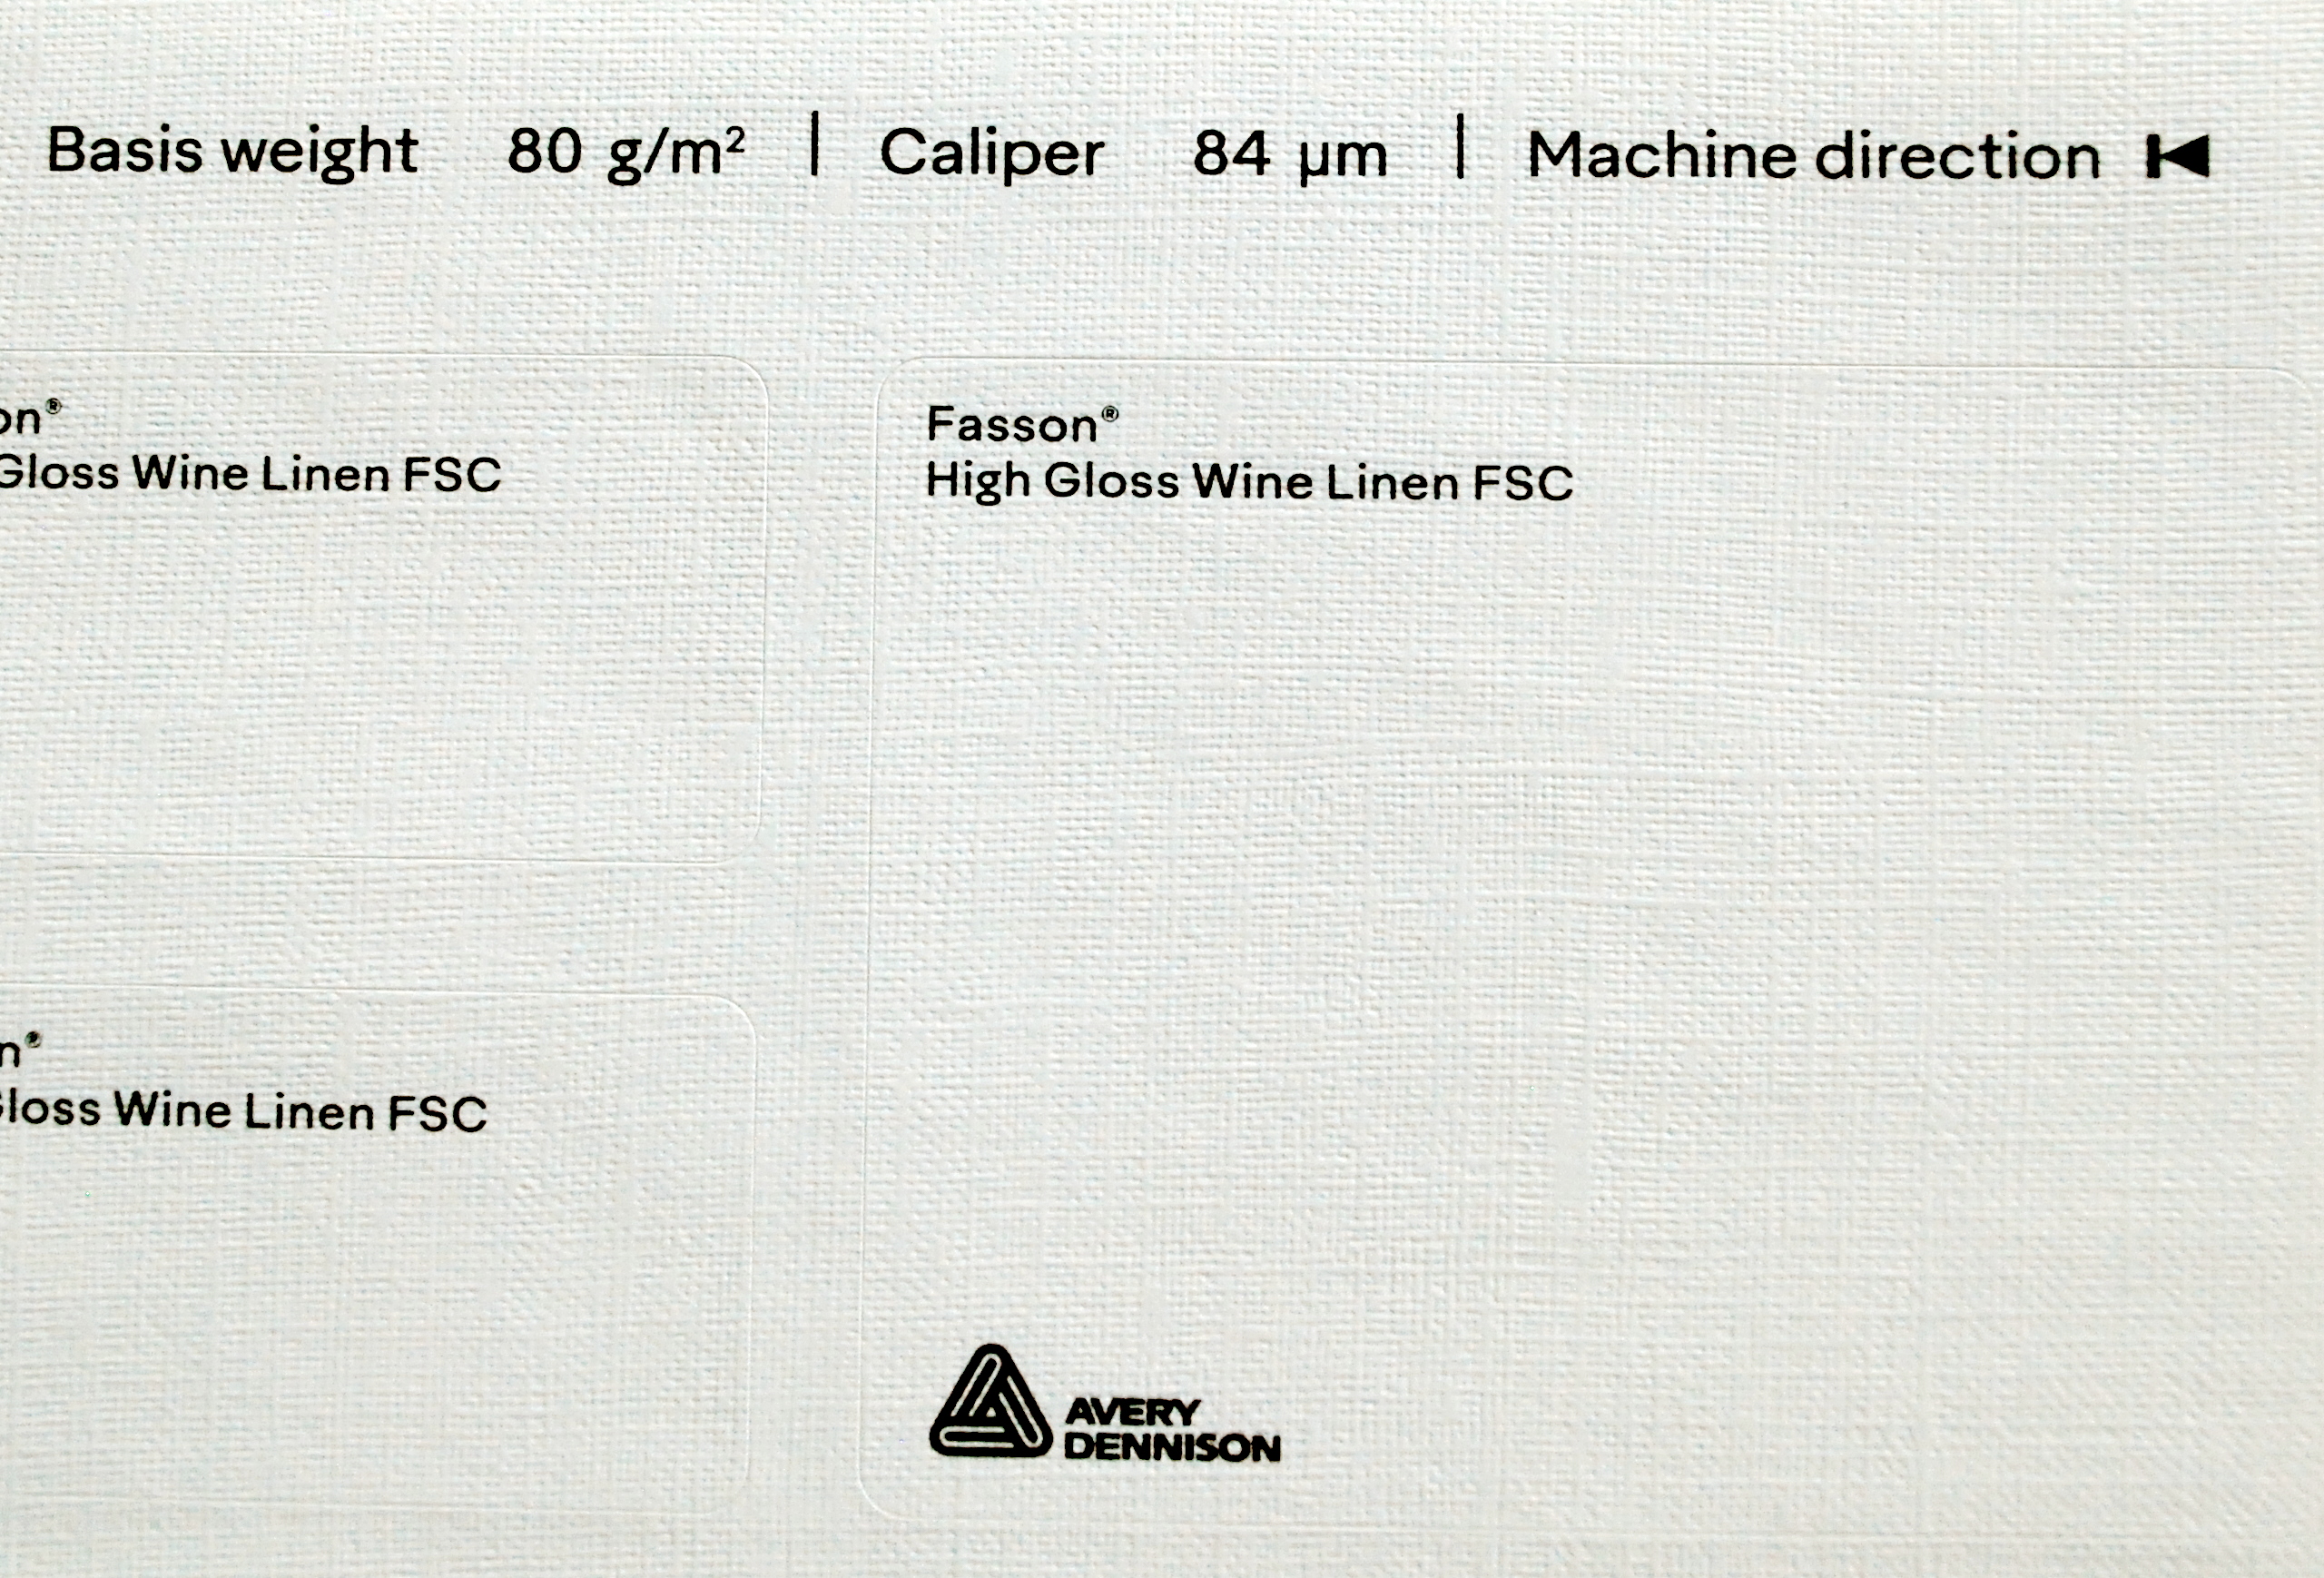 Basis weight 80 g/m² | Caliper 84 µm | Machine direction
on®
Gloss Wine Linen FSC
Fasson®
High Gloss Wine Linen FSC
n®
loss Wine Linen FSC
AVERY
DENNISON